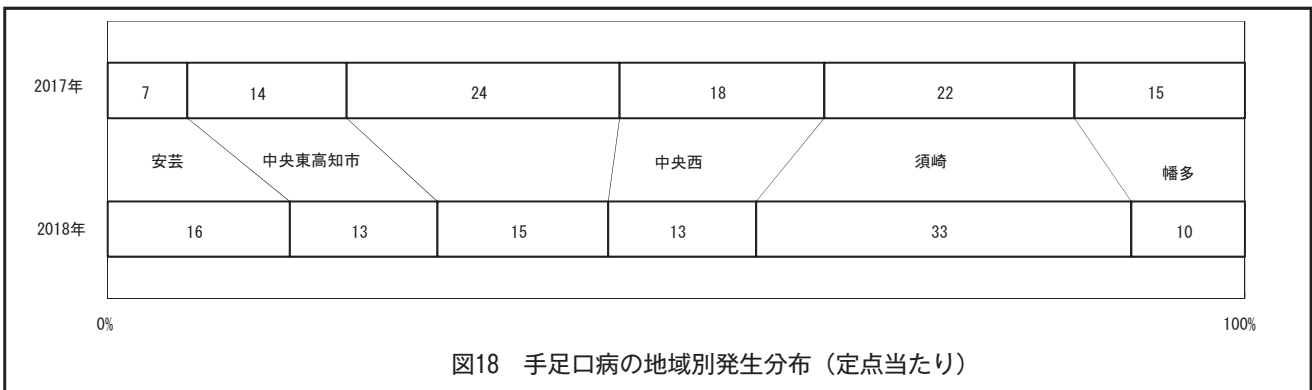 2017年 7 14 24 18 22 15
安芸 中央東高知市 中央西 須崎 幡多
2018年 16 13 15 13 33 10
0% 100%
図18 手足口病の地域別発生分布（定点当たり）